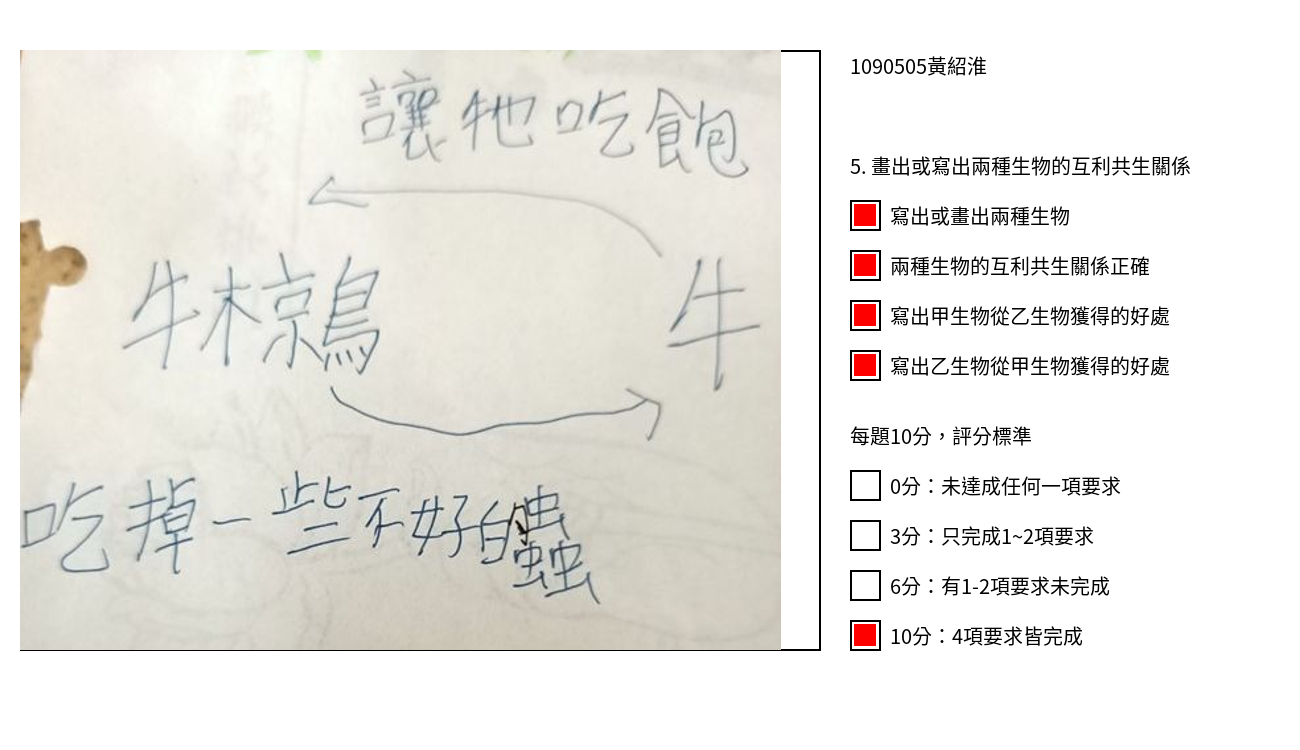 讓牠吃飽
牛椋鳥
牛
吃掉一些不好的蟲
1090505黃紹淮
5. 畫出或寫出兩種生物的互利共生關係
寫出或畫出兩種生物
兩種生物的互利共生關係正確
寫出甲生物從乙生物獲得的好處
寫出乙生物從甲生物獲得的好處
每題10分，評分標準
0分：未達成任何一項要求
3分：只完成1~2項要求
6分：有1-2項要求未完成
10分：4項要求皆完成